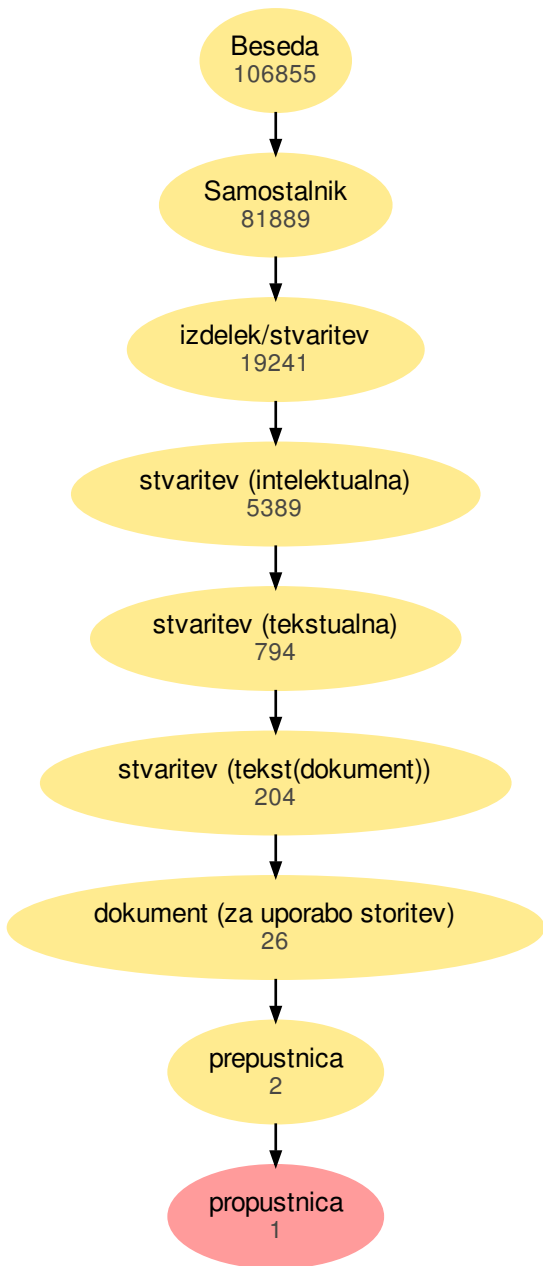 Beseda
106855
Samostalnik
81889
izdelek/stvaritev
19241
stvaritev (intelektualna)
5389
stvaritev (tekstualna)
794
stvaritev (tekst(dokument))
204
dokument (za uporabo storitev)
26
prepustnica
2
propustnica
1